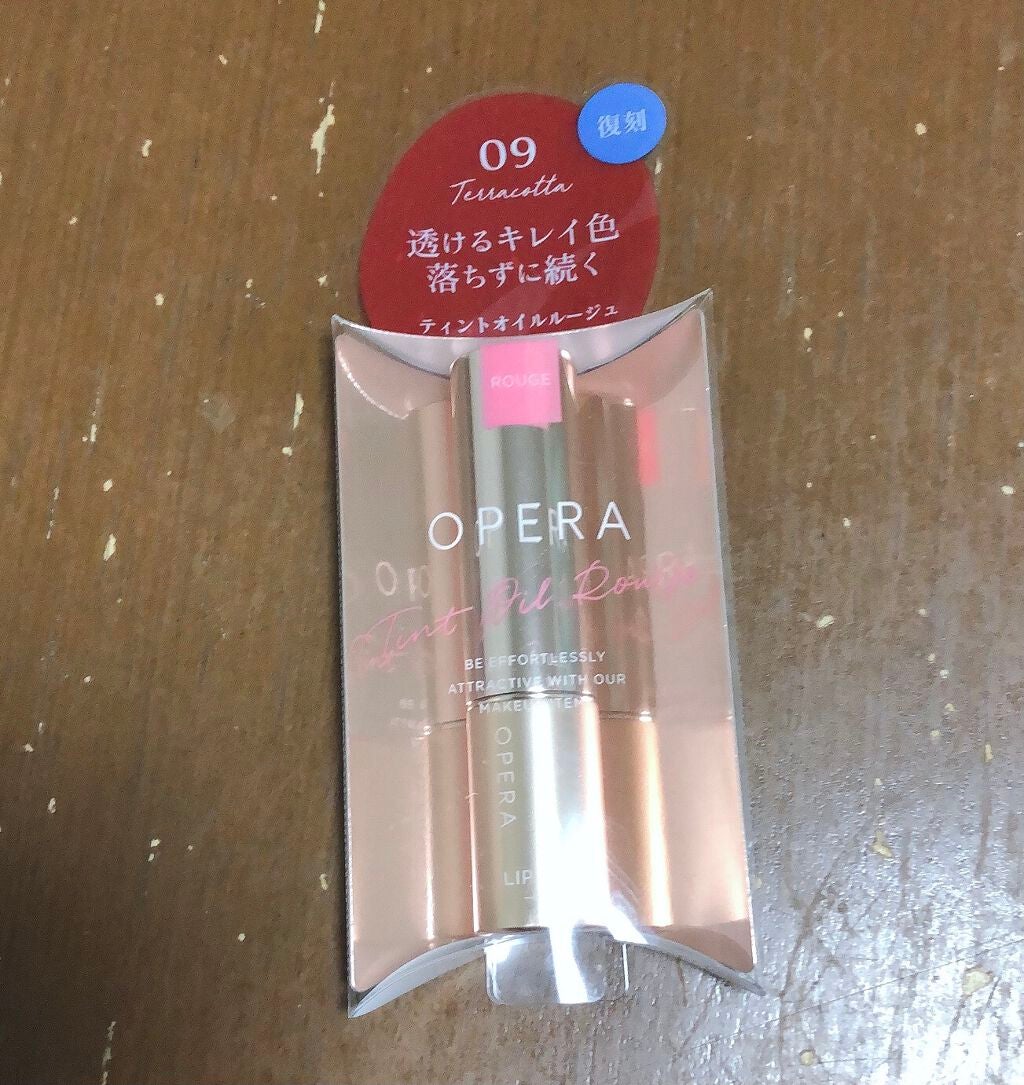 復刻
09
Terracotta
透けるキレイ色
落ちずに続く
ティントオイルルージュ
ROUGE
OPERA
Tint Oil Rouge
BE EFFORTLESSLY
ATTRACTIVE WITH OUR
MAKEUP ITEM
OPERA
LIP